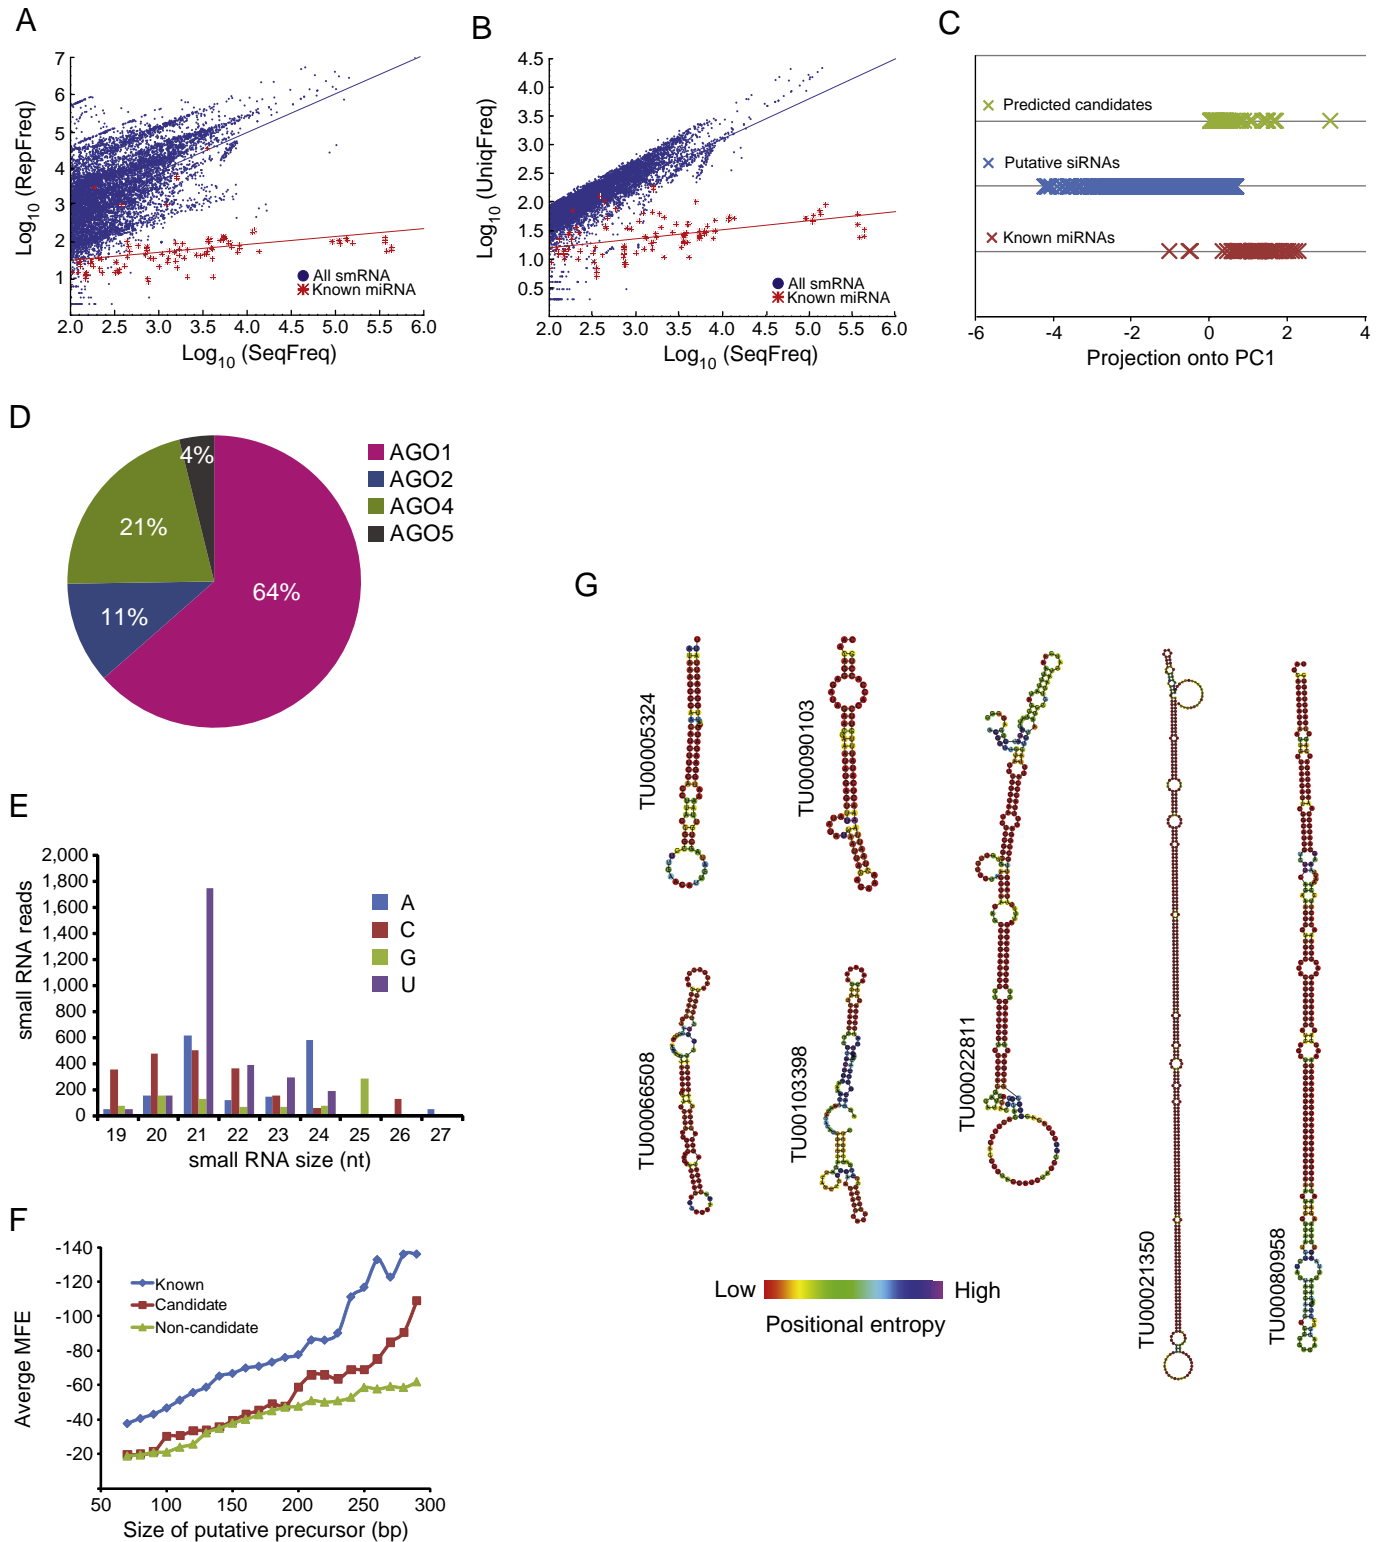 A
7
6
5
4
3
2
1
Log10 (RepFreq)
2.0 2.5 3.0 3.5 4.0 4.5 5.0 5.5 6.0
Log10 (SeqFreq)
All smRNA
Known miRNA
B
4.5
4.0
3.5
3.0
2.5
2.0
1.5
1.0
0.5
Log10 (UniqFreq)
2.0 2.5 3.0 3.5 4.0 4.5 5.0 5.5 6.0
Log10 (SeqFreq)
All smRNA
Known miRNA
C
Predicted candidates
Putative siRNAs
Known miRNAs
-6 -4 -2 0 2 4
Projection onto PC1
D
4%
21%
11%
64%
AGO1
AGO2
AGO4
AGO5
E
2,000
1,800
1,600
1,400
1,200
1,000
800
600
400
200
0
small RNA reads
A
C
G
U
19 20 21 22 23 24 25 26 27
small RNA size (nt)
F
-140
-120
-100
-80
-60
-40
-20
Averge MFE
Known
Candidate
Non-candidate
50 100 150 200 250 300
Size of putative precursor (bp)
G
TU00005324
TU00090103
TU00066508
TU00103398
TU00022811
TU00021350
TU00080958
Low High
Positional entropy